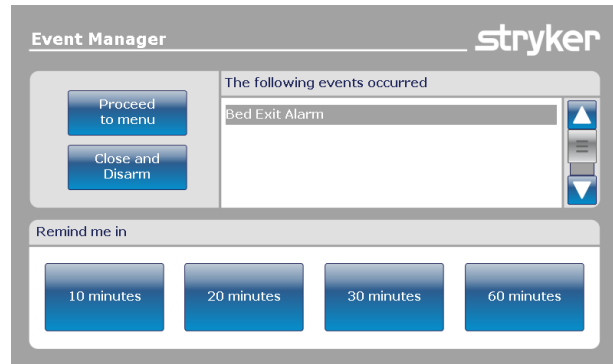 Event Manager
stryker
The following events occurred
Proceed
to menu
Bed Exit Alarm
Close and
Disarm
Remind me in
10 minutes
20 minutes
30 minutes
60 minutes